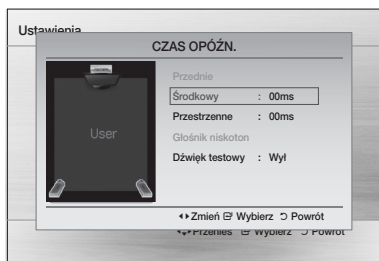 Ustawienia
CZAS OPÓŹN.
Przednie
Środkowy : 00ms
Przestrzenne : 00ms
Głośnik niskoton
Dźwięk testowy : Wył
User
Zmień Wybierz Powrót
Przenieś Wybierz Powrót